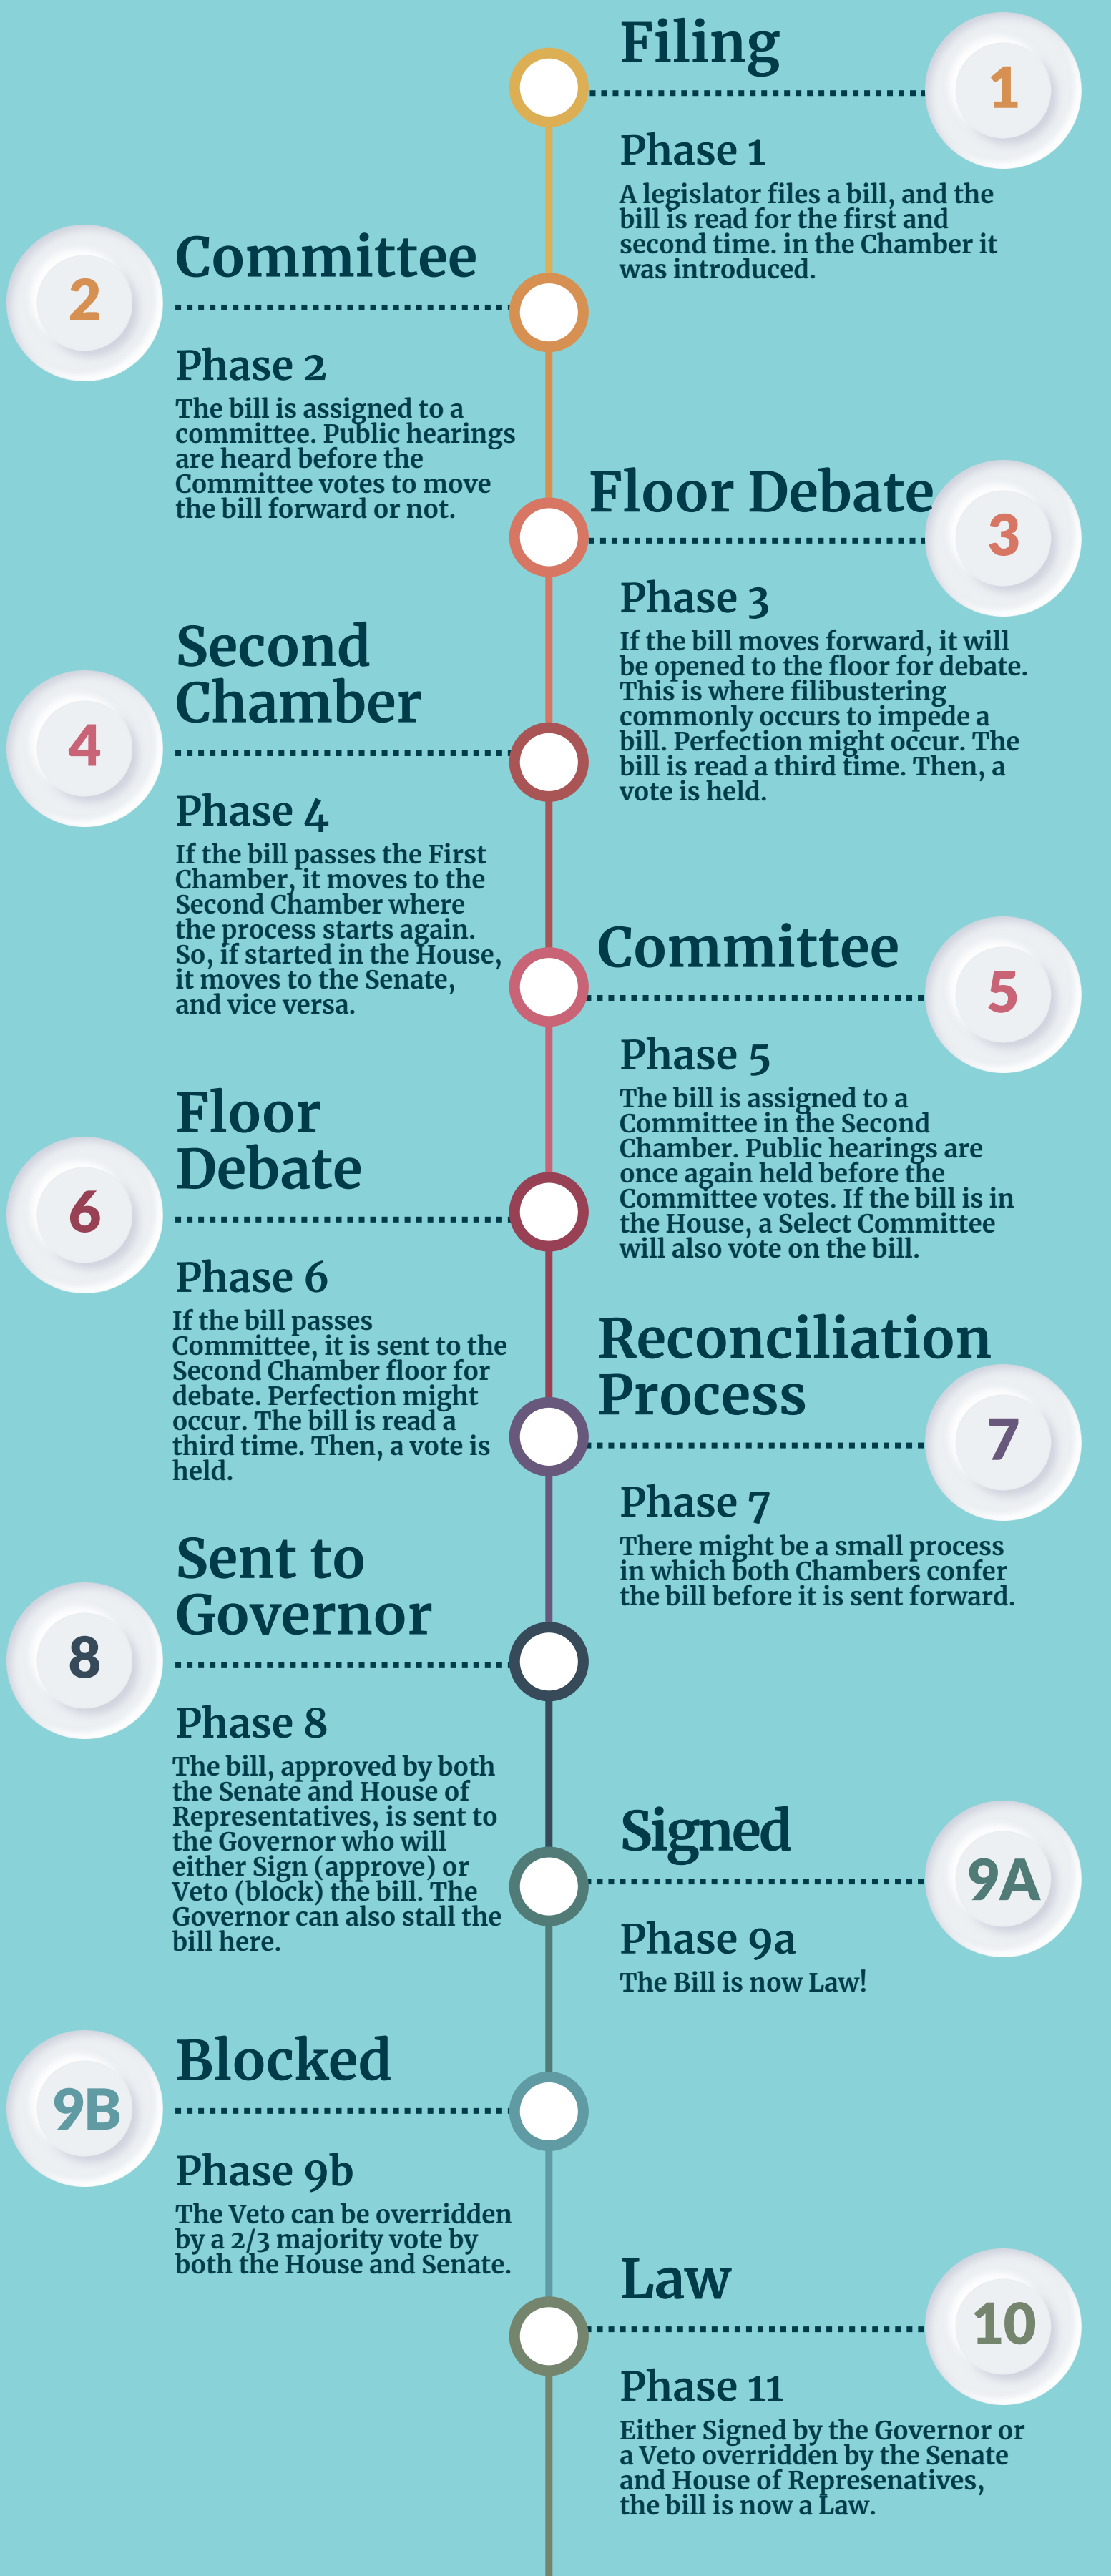 Filing
1
Phase 1
A legislator files a bill, and the
bill is read for the first and
second time. in the Chamber it
was introduced.
Committee
2
Phase 2
The bill is assigned to a
committee. Public hearings
are heard before the
Committee votes to move
the bill forward or not.
Floor Debate
3
Phase 3
If the bill moves forward, it will
be opened to the floor for debate.
This is where filibustering
commonly occurs to impede a
bill. Perfection might occur. The
bill is read a third time. Then, a
vote is held.
Second
Chamber
4
Phase 4
If the bill passes the First
Chamber, it moves to the
Second Chamber where
the process starts again.
So, if started in the House,
it moves to the Senate,
and vice versa.
Committee
5
Phase 5
The bill is assigned to a
Committee in the Second
Chamber. Public hearings are
once again held before the
Committee votes. If the bill is in
the House, a Select Committee
will also vote on the bill.
Floor
Debate
6
Phase 6
If the bill passes
Committee, it is sent to the
Second Chamber floor for
debate. Perfection might
occur. The bill is read a
third time. Then, a vote is
held.
Reconciliation
Process
7
Phase 7
There might be a small process
in which both Chambers confer
the bill before it is sent forward.
Sent to
Governor
8
Phase 8
The bill, approved by both
the Senate and House of
Representatives, is sent to
the Governor who will
either Sign (approve) or
Veto (block) the bill. The
Governor can also stall the
bill here.
Signed
9A
Phase 9a
The Bill is now Law!
Blocked
9B
Phase 9b
The Veto can be overridden
by a 2/3 majority vote by
both the House and Senate.
Law
10
Phase 11
Either Signed by the Governor or
a Veto overridden by the Senate
and House of Represenatives,
the bill is now a Law.